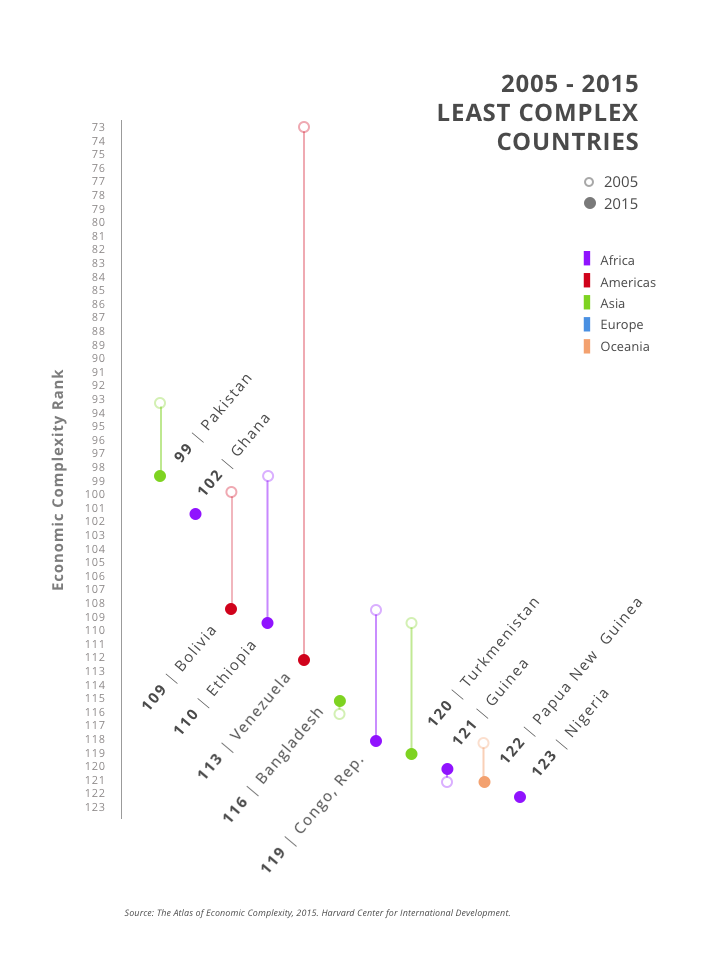 2005 - 2015
LEAST COMPLEX
COUNTRIES
2005
2015
Africa
Americas
Asia
Europe
Oceania
Economic Complexity Rank
73
74
75
76
77
78
79
80
81
82
83
84
85
86
87
88
89
90
91
92
93
94
95
96
97
98
99
100
101
102
103
104
105
106
107
108
109
110
111
112
113
114
115
116
117
118
119
120
121
122
123
99 | Pakistan
102 | Ghana
109 | Bolivia
110 | Ethiopia
113 | Venezuela
116 | Bangladesh
119 | Congo, Rep.
120 | Turkmenistan
121 | Guinea
122 | Papua New Guinea
123 | Nigeria
Source: The Atlas of Economic Complexity, 2015. Harvard Center for International Development.